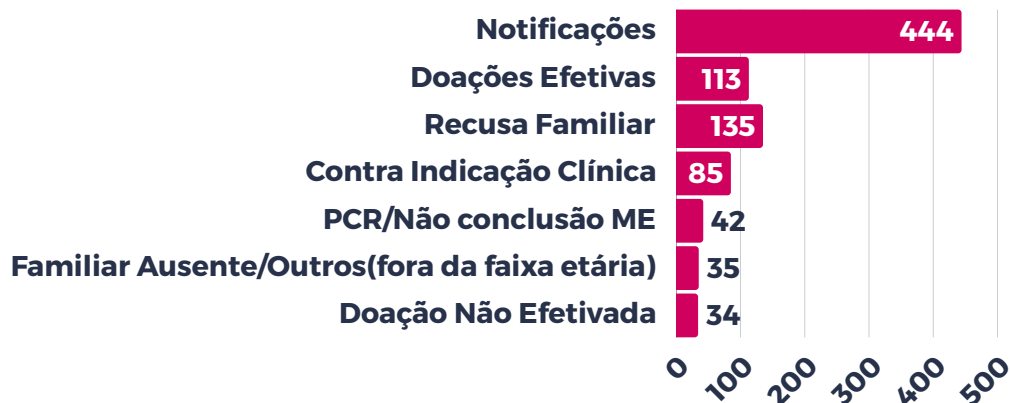 Notificações 444
Doações Efetivas 113
Recusa Familiar 135
Contra Indicação Clínica 85
PCR/Não conclusão ME 42
Familiar Ausente/Outros(fora da faixa etária) 35
Doação Não Efetivada 34
0 100 200 300 400 500